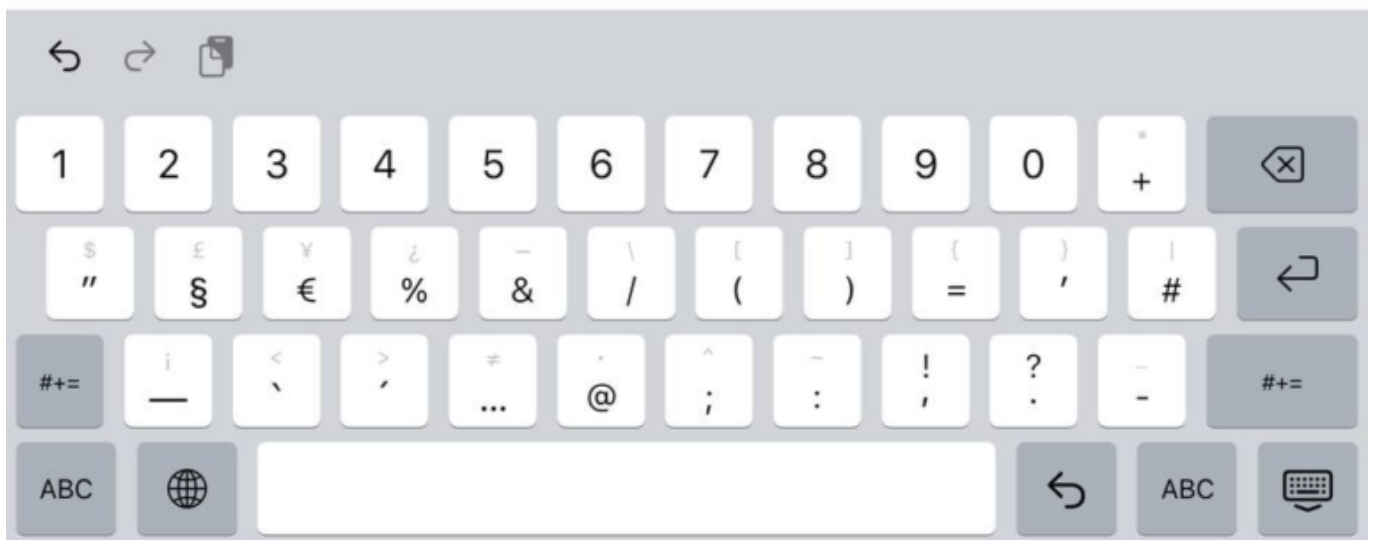 1 2 3 4 5 6 7 8 9 0 * +
$ " £ § ¥ € ¿ % – & \ / [ ( ] ) { = } ' | #
#+= ¡ — < ` > ´ ≠ … · @ ^ ; ~ : ! , ? . _ - #+=
ABC ABC